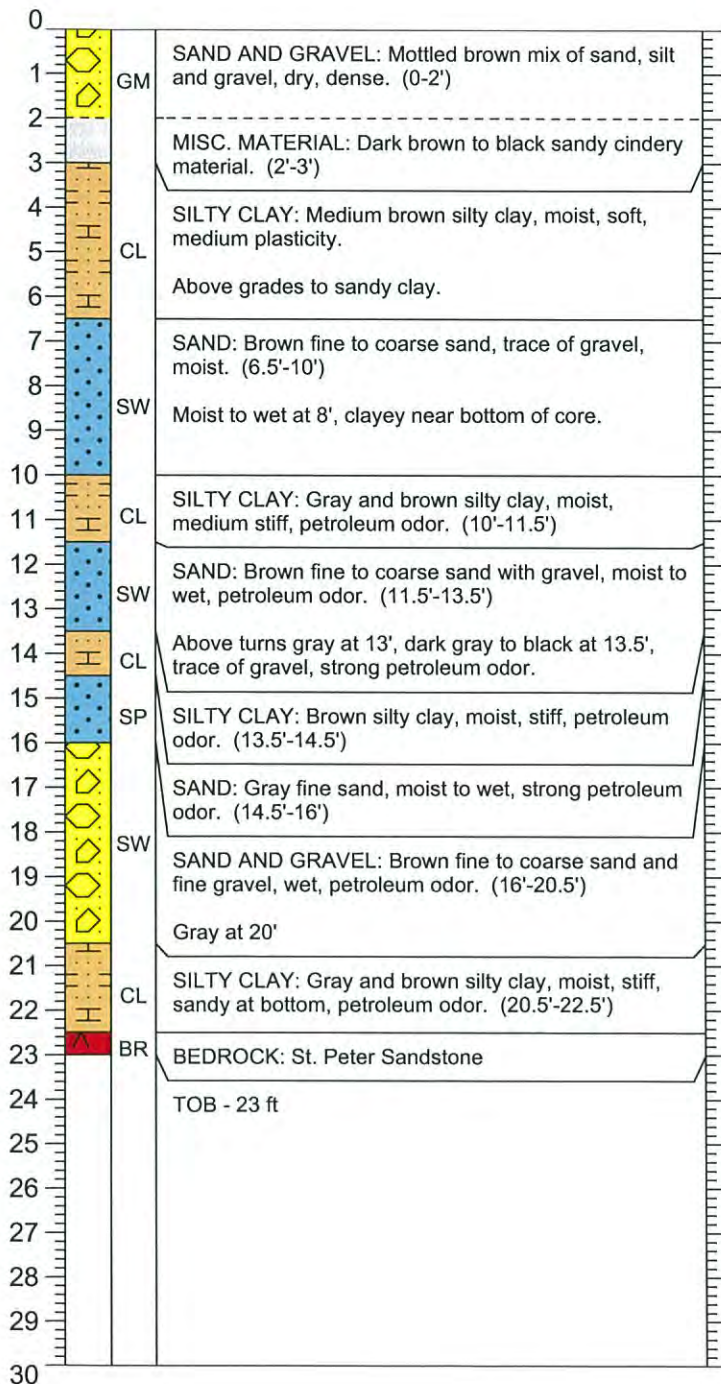 0
1
2
3
4
5
6
7
8
9
10
11
12
13
14
15
16
17
18
19
20
21
22
23
24
25
26
27
28
29
30
GM
CL
SW
CL
SW
CL
SP
SW
CL
BR
SAND AND GRAVEL: Mottled brown mix of sand, silt
and gravel, dry, dense. (0-2')
MISC. MATERIAL: Dark brown to black sandy cindery
material. (2'-3')
SILTY CLAY: Medium brown silty clay, moist, soft,
medium plasticity.
Above grades to sandy clay.
SAND: Brown fine to coarse sand, trace of gravel,
moist. (6.5'-10')
Moist to wet at 8', clayey near bottom of core.
SILTY CLAY: Gray and brown silty clay, moist,
medium stiff, petroleum odor. (10'-11.5')
SAND: Brown fine to coarse sand with gravel, moist to
wet, petroleum odor. (11.5'-13.5')
Above turns gray at 13', dark gray to black at 13.5',
trace of gravel, strong petroleum odor.
SILTY CLAY: Brown silty clay, moist, stiff, petroleum
odor. (13.5'-14.5')
SAND: Gray fine sand, moist to wet, strong petroleum
odor. (14.5'-16')
SAND AND GRAVEL: Brown fine to coarse sand and
fine gravel, wet, petroleum odor. (16'-20.5')
Gray at 20'
SILTY CLAY: Gray and brown silty clay, moist, stiff,
sandy at bottom, petroleum odor. (20.5'-22.5')
BEDROCK: St. Peter Sandstone
TOB - 23 ft